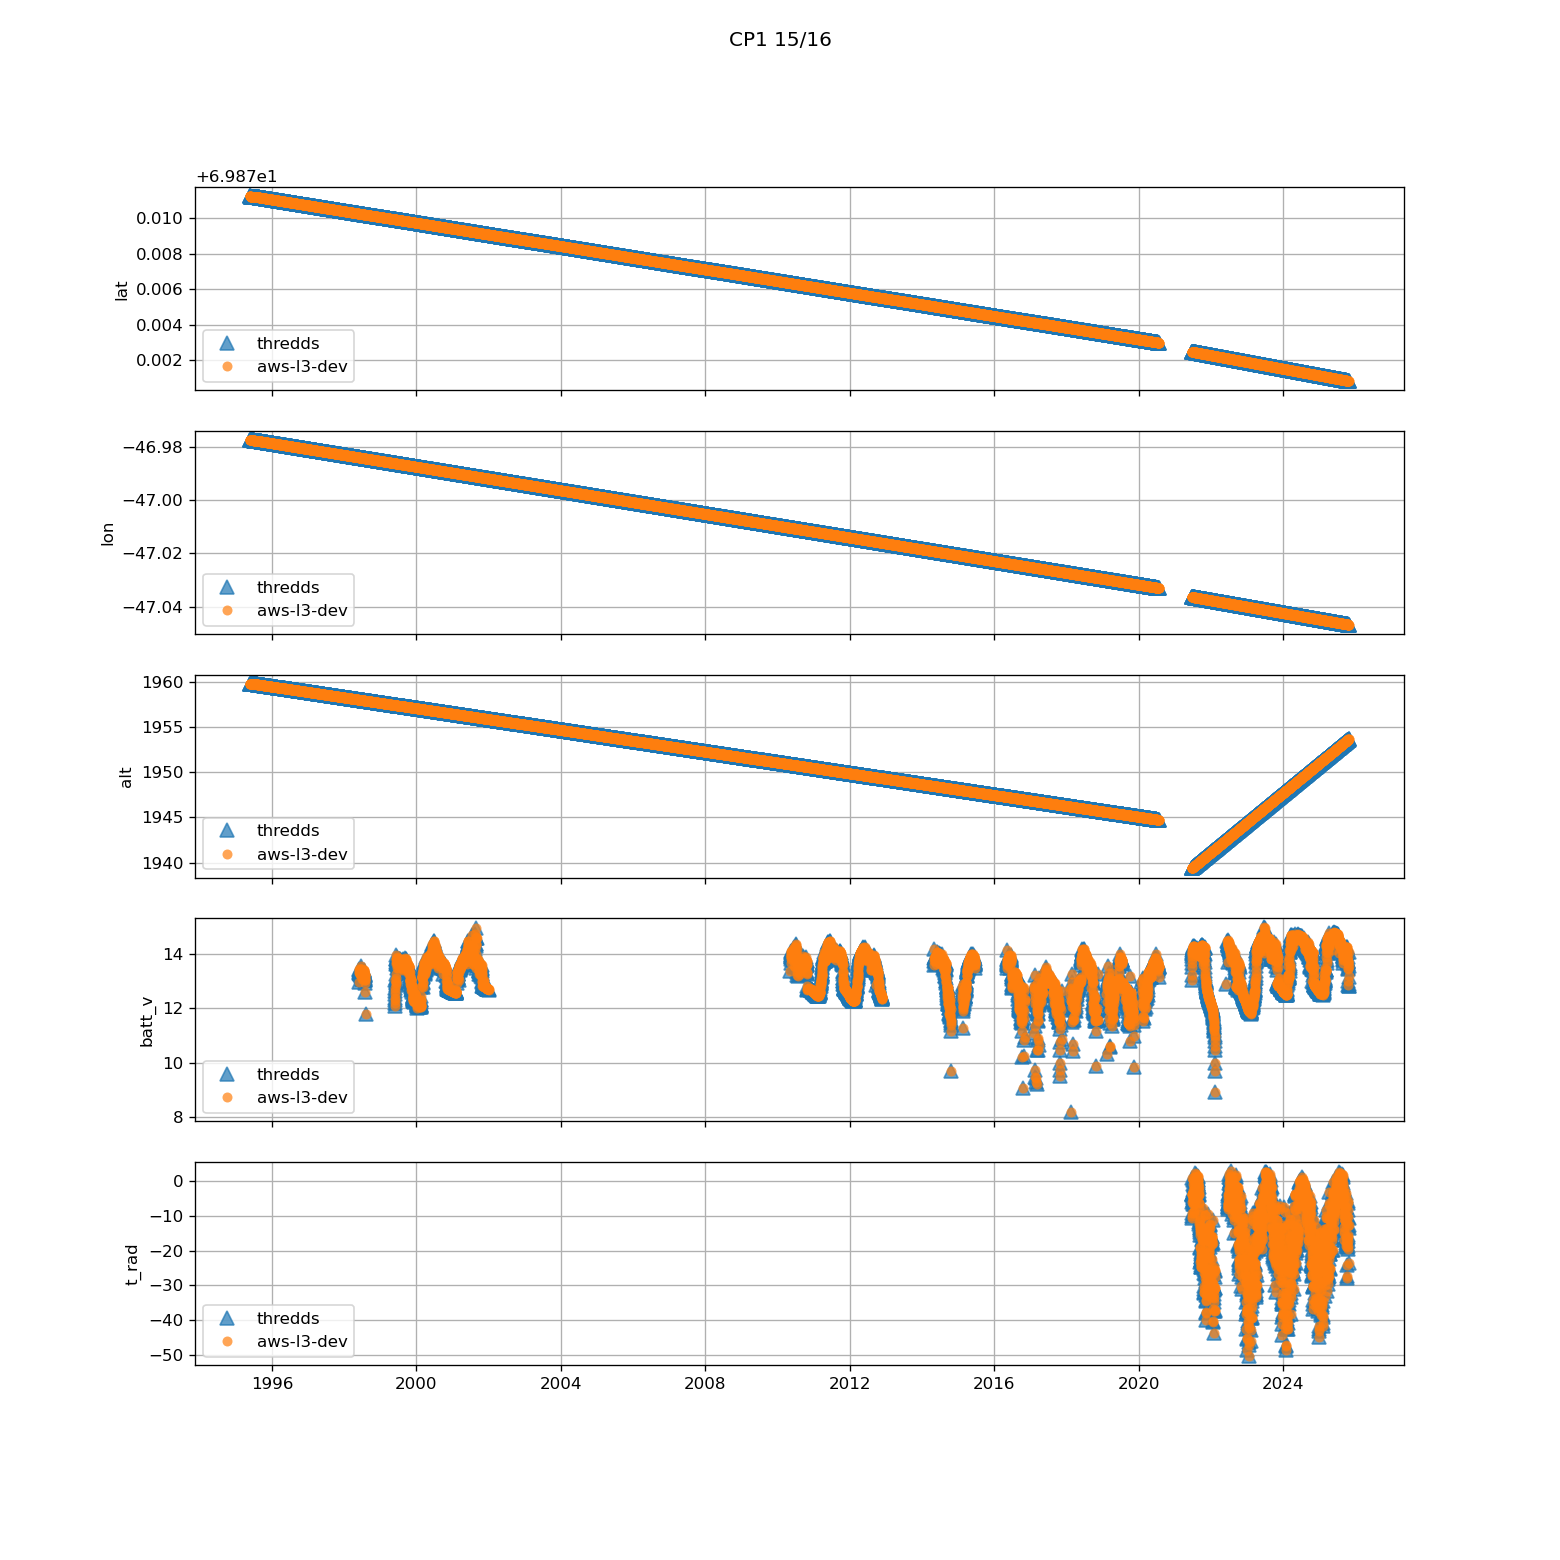 CP1 15/16
+6.987e1
0.010
0.008
0.006
0.004
0.002
lat
thredds
aws-l3-dev
−46.98
−47.00
−47.02
−47.04
lon
thredds
aws-l3-dev
1960
1955
1950
1945
1940
alt
thredds
aws-l3-dev
14
12
10
8
batt_v
thredds
aws-l3-dev
0
−10
−20
−30
−40
−50
t_rad
thredds
aws-l3-dev
1996 2000 2004 2008 2012 2016 2020 2024